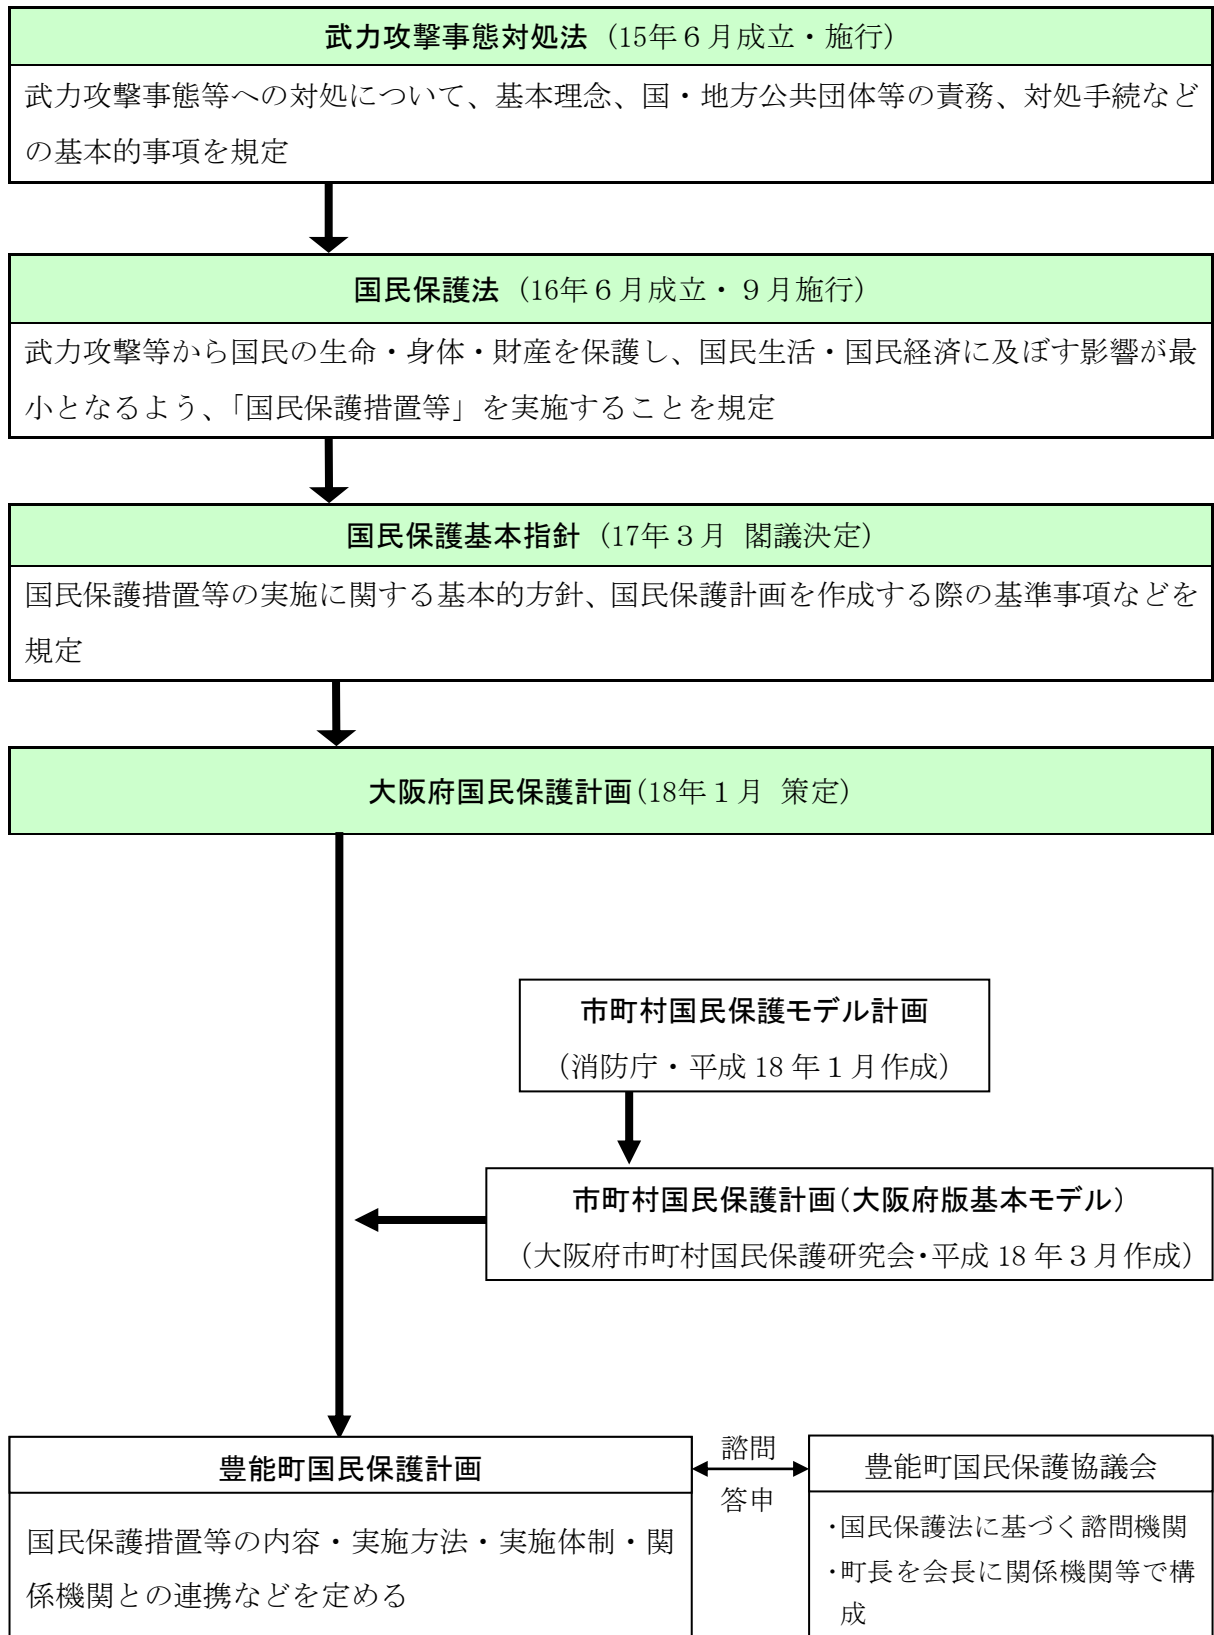 武力攻撃事態対処法（15年６月成立・施行）
武力攻撃事態等への対処について、基本理念、国・地方公共団体等の責務、対処手続など
の基本的事項を規定
国民保護法（16年６月成立・９月施行）
武力攻撃等から国民の生命・身体・財産を保護し、国民生活・国民経済に及ぼす影響が最
小となるよう、「国民保護措置等」を実施することを規定
国民保護基本指針（17年３月 閣議決定）
国民保護措置等の実施に関する基本的方針、国民保護計画を作成する際の基準事項などを
規定
大阪府国民保護計画(18年１月 策定）
市町村国民保護モデル計画
（消防庁・平成 18 年１月作成）
市町村国民保護計画(大阪府版基本モデル）
（大阪府市町村国民保護研究会･平成 18 年３月作成）
豊能町国民保護計画
国民保護措置等の内容・実施方法・実施体制・関
係機関との連携などを定める
諮問
答申
豊能町国民保護協議会
･国民保護法に基づく諮問機関
･町長を会長に関係機関等で構
成